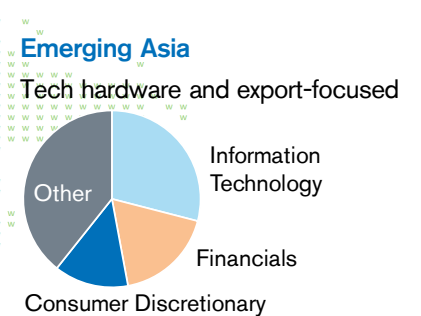 Emerging Asia
Tech hardware and export-focused
Information
Technology
Other
Financials
Consumer Discretionary